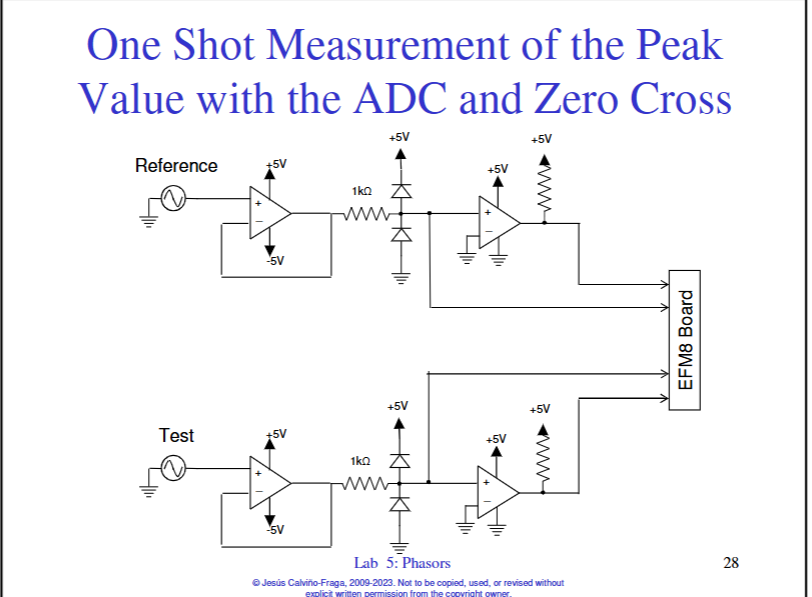 One Shot Measurement of the Peak
Value with the ADC and Zero Cross
+5V
+5V
Reference
+5V
+5V
1kΩ
+
−
+
−
-5V
EFM8 Board
+5V
+5V
Test
+5V
+5V
1kΩ
+
−
+
−
-5V
Lab 5: Phasors
28
© Jesús Calviño-Fraga, 2009-2023. Not to be copied, used, or revised without
explicit written permission from the copyright owner.